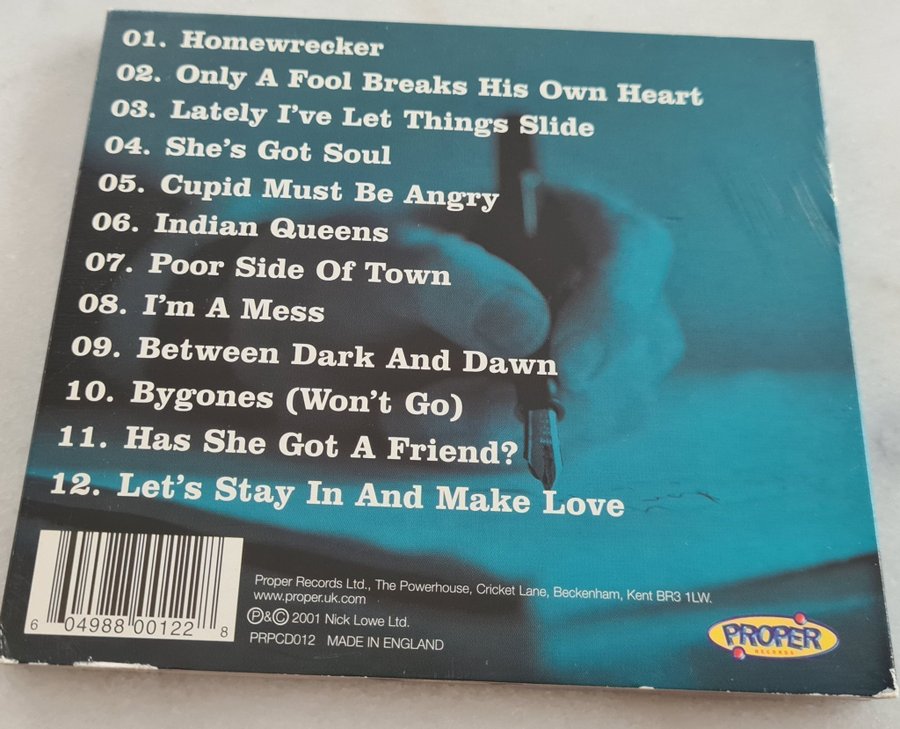 01. Homewrecker
02. Only A Fool Breaks His Own Heart
03. Lately I've Let Things Slide
04. She's Got Soul
05. Cupid Must Be Angry
06. Indian Queens
07. Poor Side Of Town
08. I'm A Mess
09. Between Dark And Dawn
10. Bygones (Won't Go)
11. Has She Got A Friend?
12. Let's Stay In And Make Love
Proper Records Ltd., The Powerhouse, Cricket Lane, Beckenham, Kent BR3 1LW.
www.proper.uk.com
℗&© 2001 Nick Lowe Ltd.
PRPCD012 MADE IN ENGLAND
6 04988 00122 8
PROPER
RECORDS